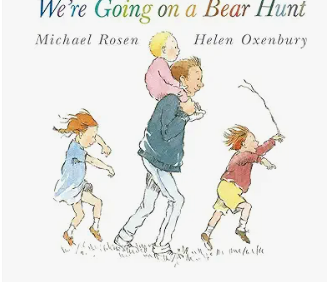 We're Going on a Bear Hunt
Michael Rosen Helen Oxenbury